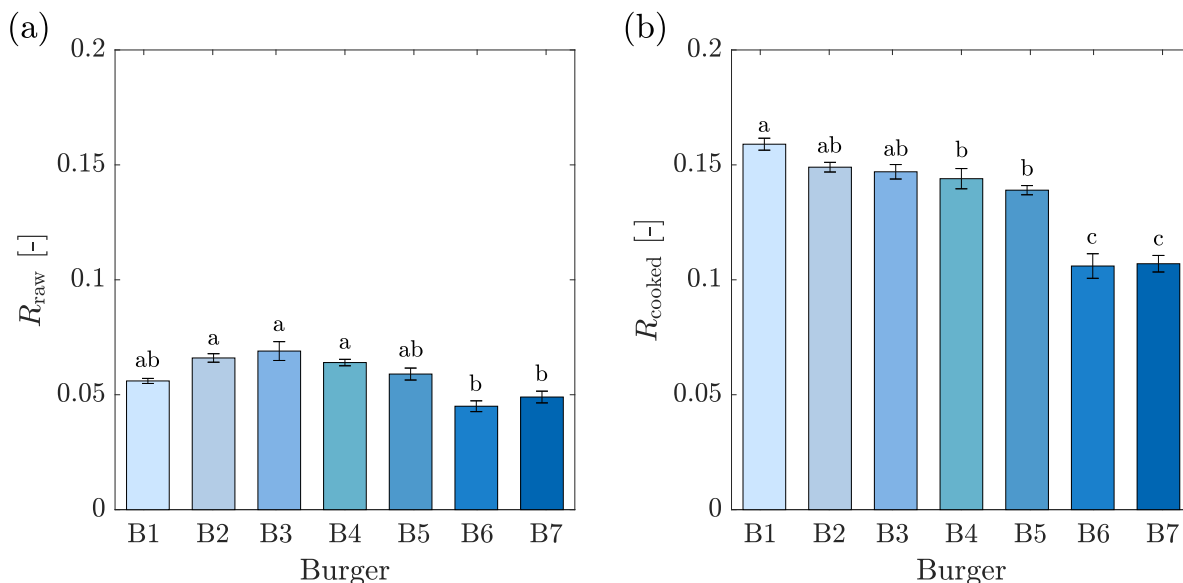 (a)
0.2
0.15
0.1
0.05
0
R_raw [-]
ab
a
a
a
ab
b
b
B1 B2 B3 B4 B5 B6 B7
Burger
(b)
0.2
0.15
0.1
0.05
0
R_cooked [-]
a
ab
ab
b
b
c
c
B1 B2 B3 B4 B5 B6 B7
Burger